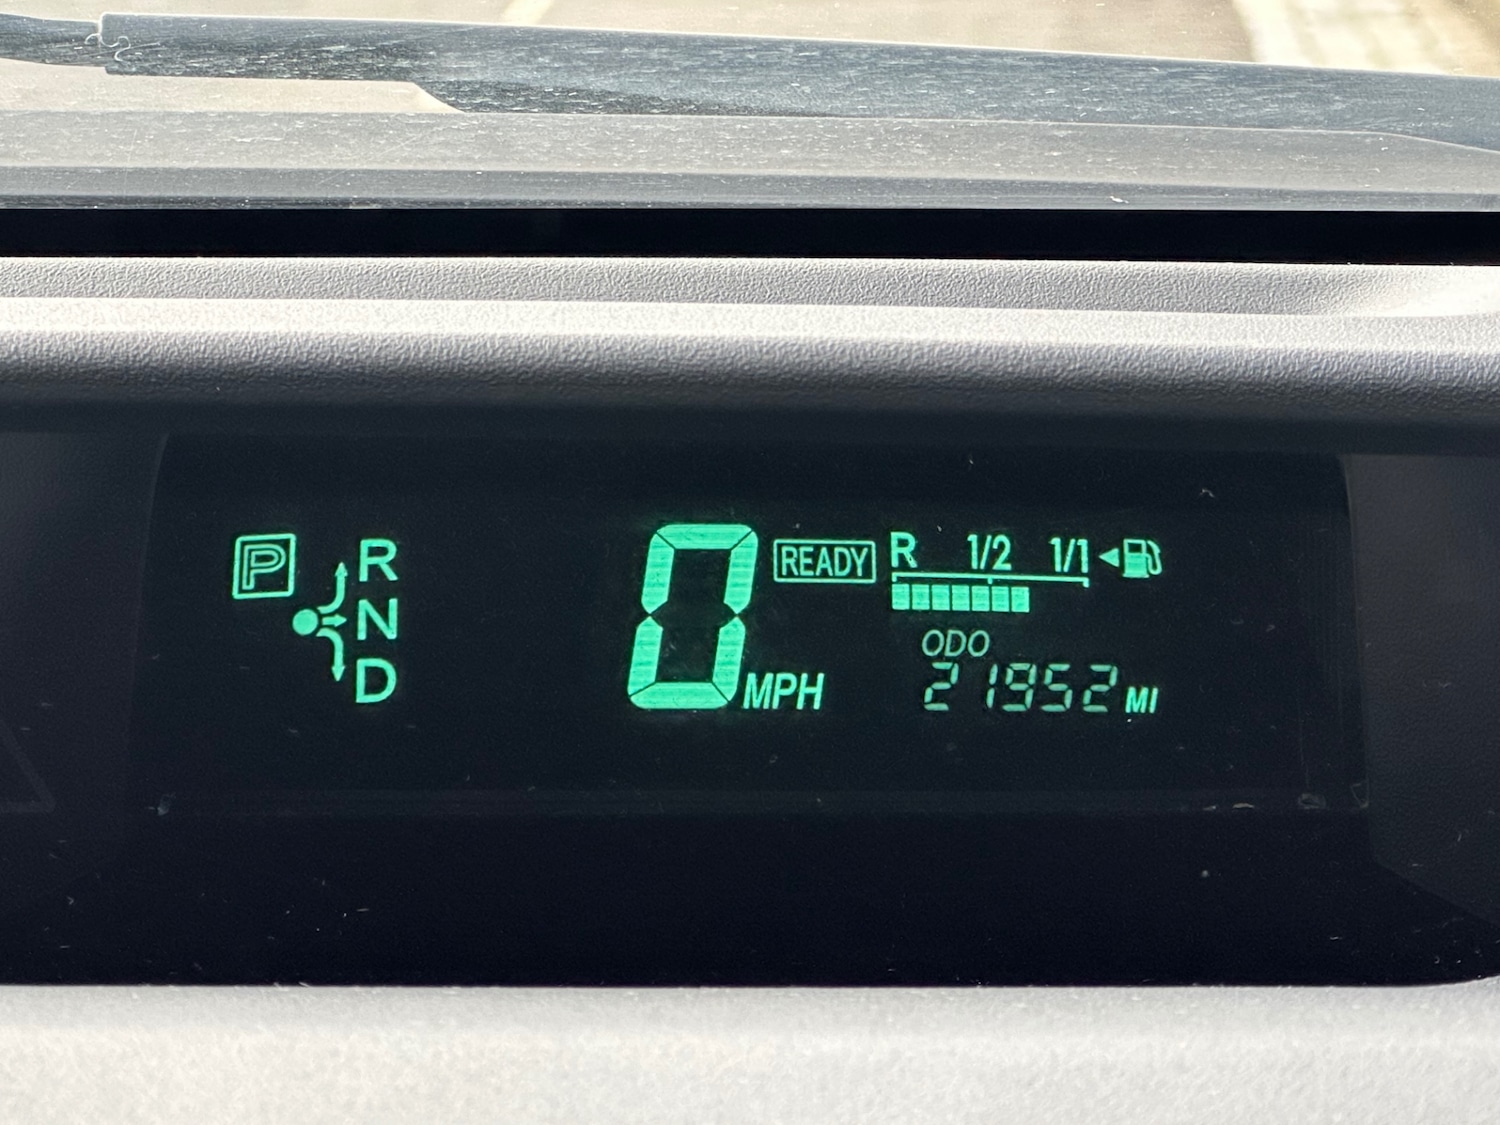 P R
N
D
0 MPH
READY
R 1/2 1/1
ODO
21952 MI